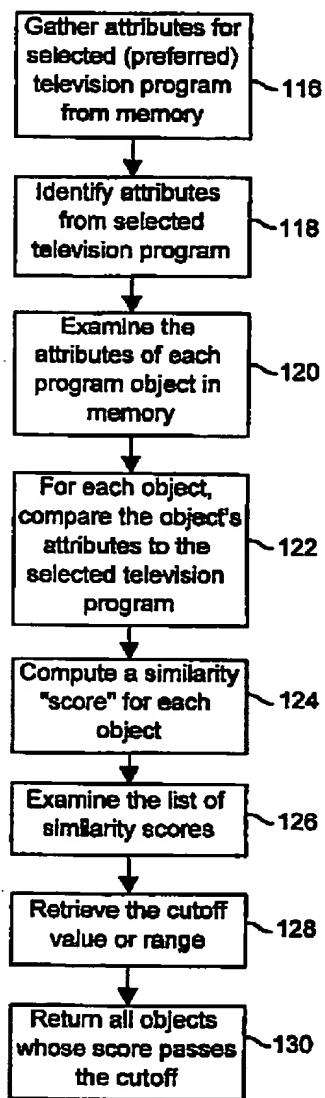 Gather attributes for
selected (preferred)
television program
from memory
116
Identify attributes
from selected
television program
118
Examine the
attributes of each
program object in
memory
120
For each object,
compare the object's
attributes to the
selected television
program
122
Compute a similarity
"score" for each
object
124
Examine the list of
similarity scores
126
Retrieve the cutoff
value or range
128
Return all objects
whose score passes
the cutoff
130